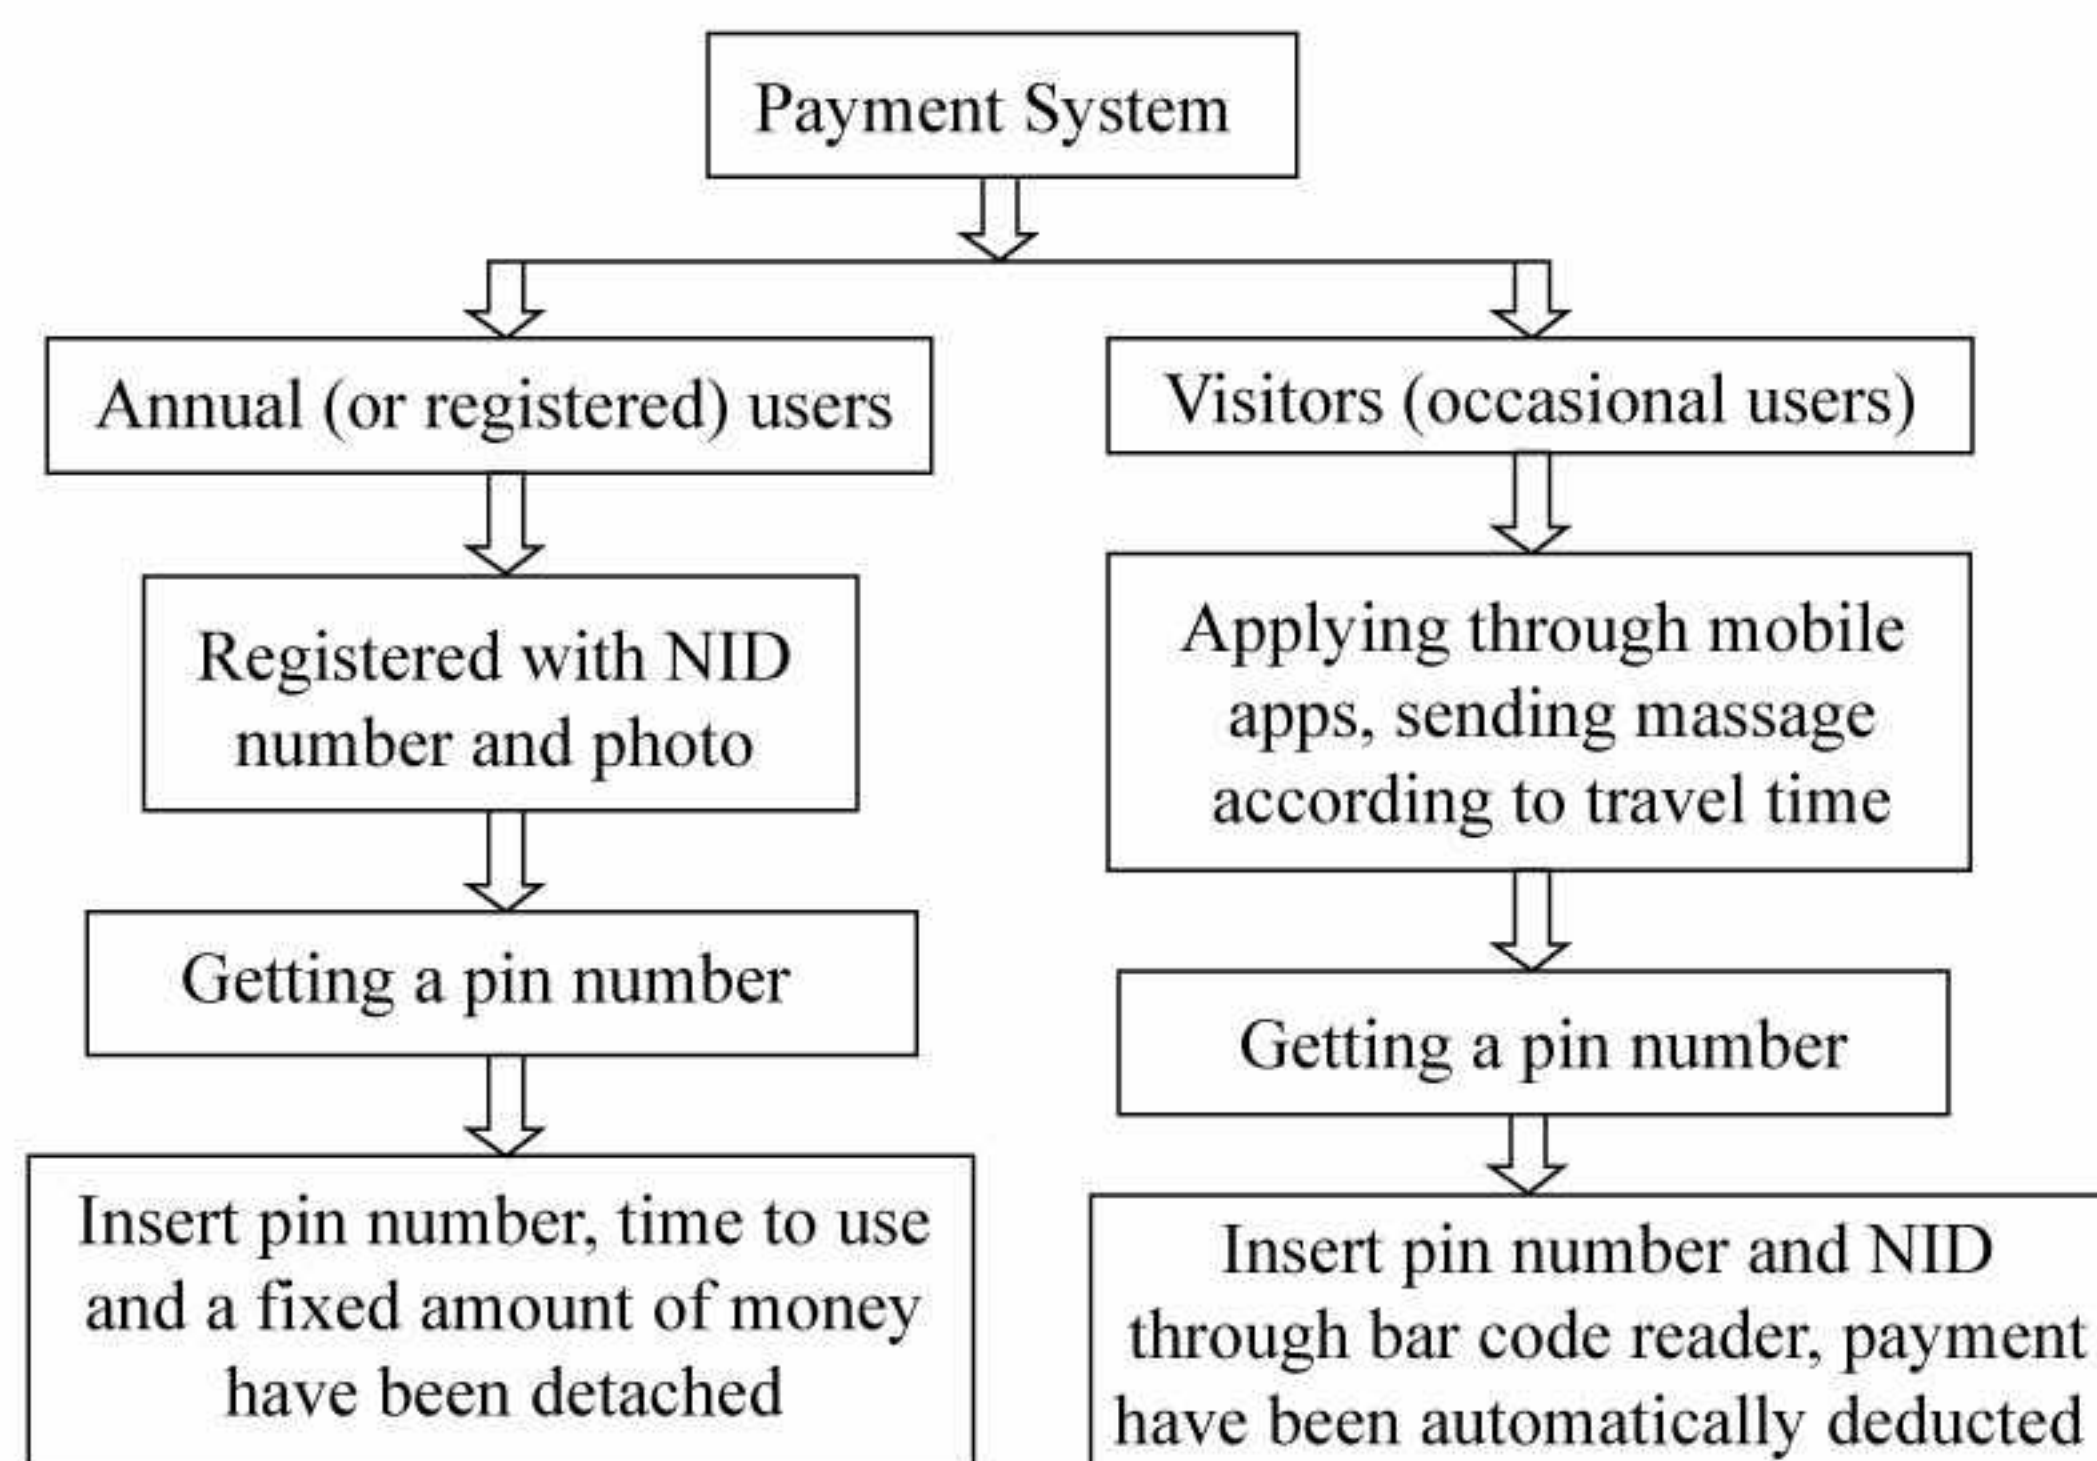 Payment System
Annual (or registered) users
Registered with NID
number and photo
Getting a pin number
Insert pin number, time to use
and a fixed amount of money
have been detached
Visitors (occasional users)
Applying through mobile
apps, sending massage
according to travel time
Getting a pin number
Insert pin number and NID
through bar code reader, payment
have been automatically deducted